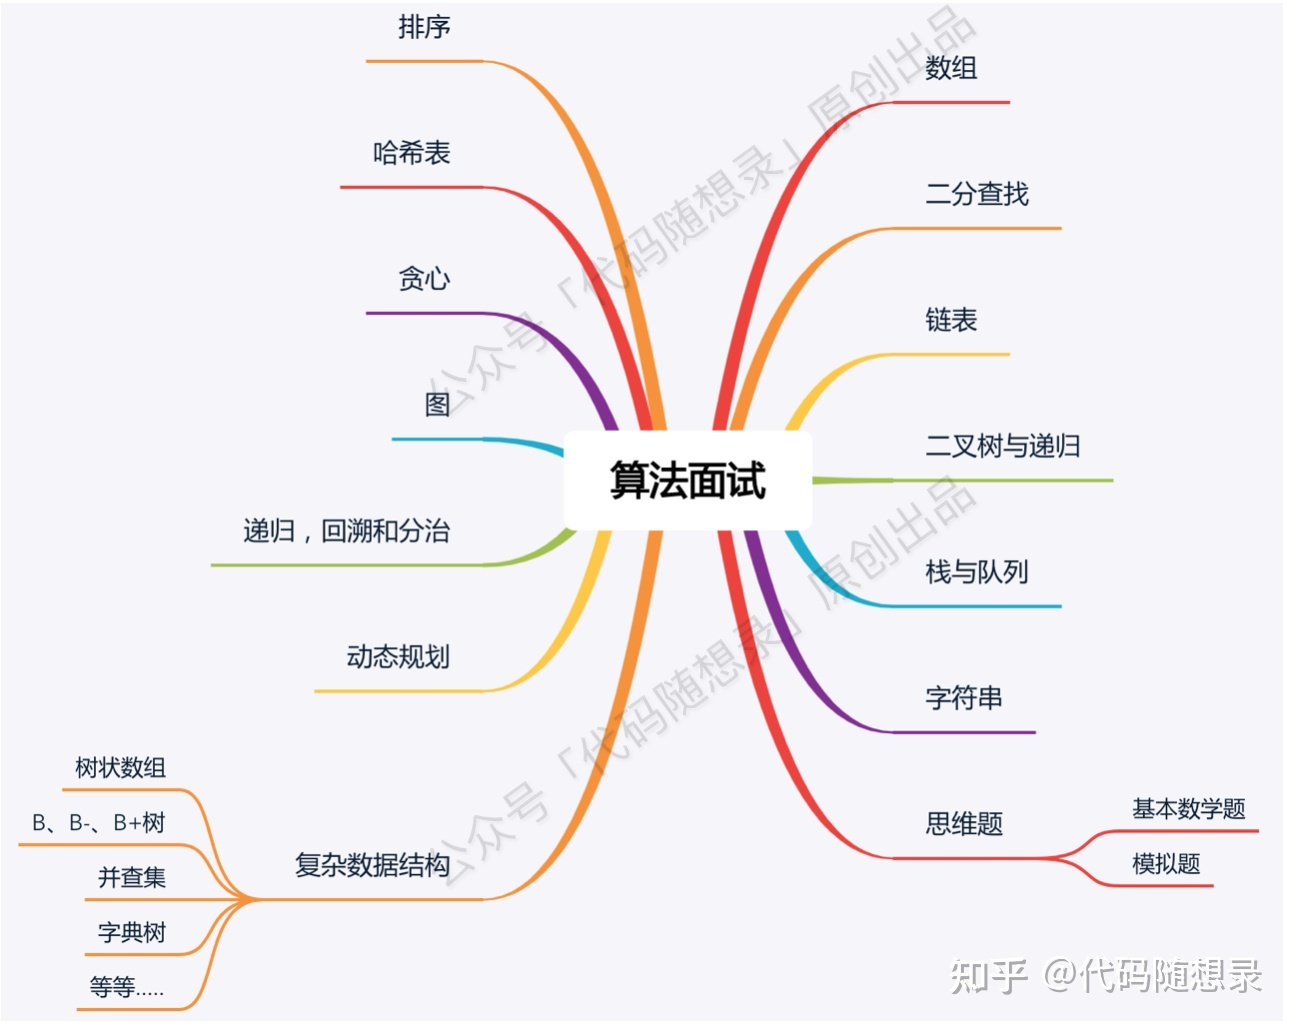 算法面试
数组
二分查找
链表
二叉树与递归
栈与队列
字符串
思维题
基本数学题
模拟题
排序
哈希表
贪心
图
递归，回溯和分治
动态规划
复杂数据结构
树状数组
B、B-、B+树
并查集
字典树
等等.....
公众号「代码随想录」原创出品
公众号「代码随想录」原创出品
知乎 @代码随想录